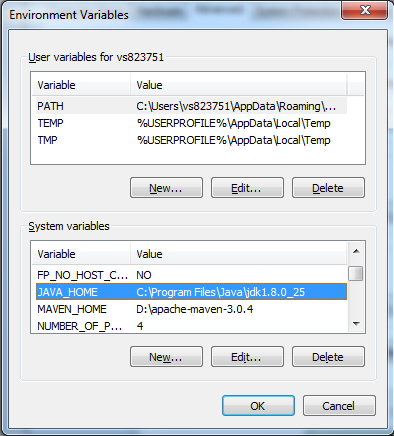 Environment Variables
User variables for vs823751
Variable Value
PATH C:\Users\vs823751\AppData\Roaming\...
TEMP %USERPROFILE%\AppData\Local\Temp
TMP %USERPROFILE%\AppData\Local\Temp
New... Edit... Delete
System variables
Variable Value
FP_NO_HOST_C... NO
JAVA_HOME C:\Program Files\Java\jdk1.8.0_25
MAVEN_HOME D:\apache-maven-3.0.4
NUMBER_OF_P... 4
New... Edit... Delete
OK Cancel